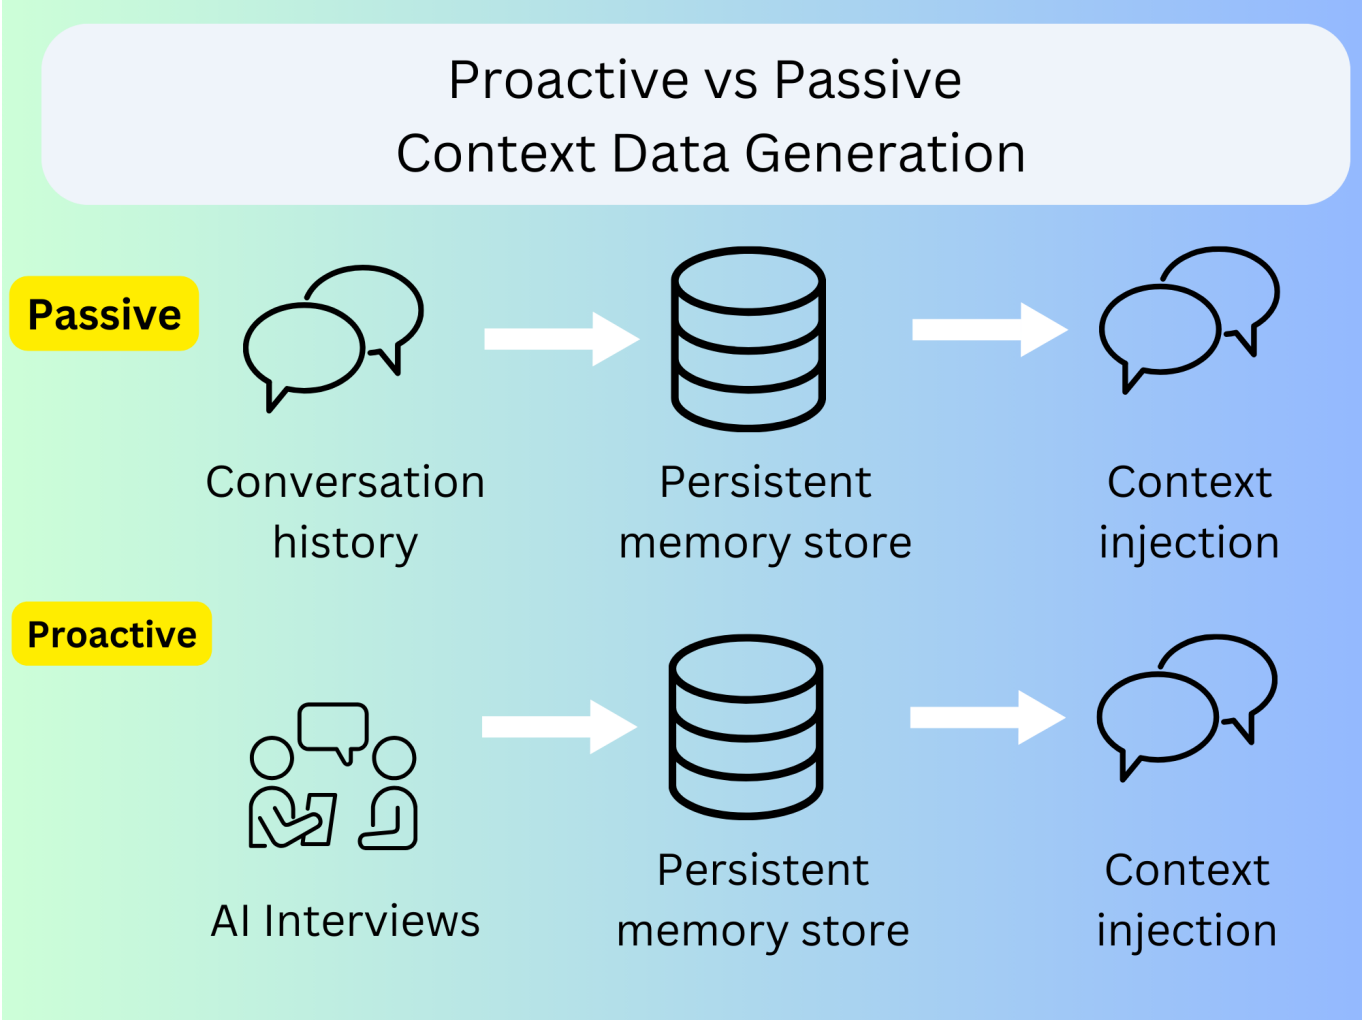 Proactive vs Passive
Context Data Generation
Passive
Conversation
history
Persistent
memory store
Context
injection
Proactive
AI Interviews
Persistent
memory store
Context
injection